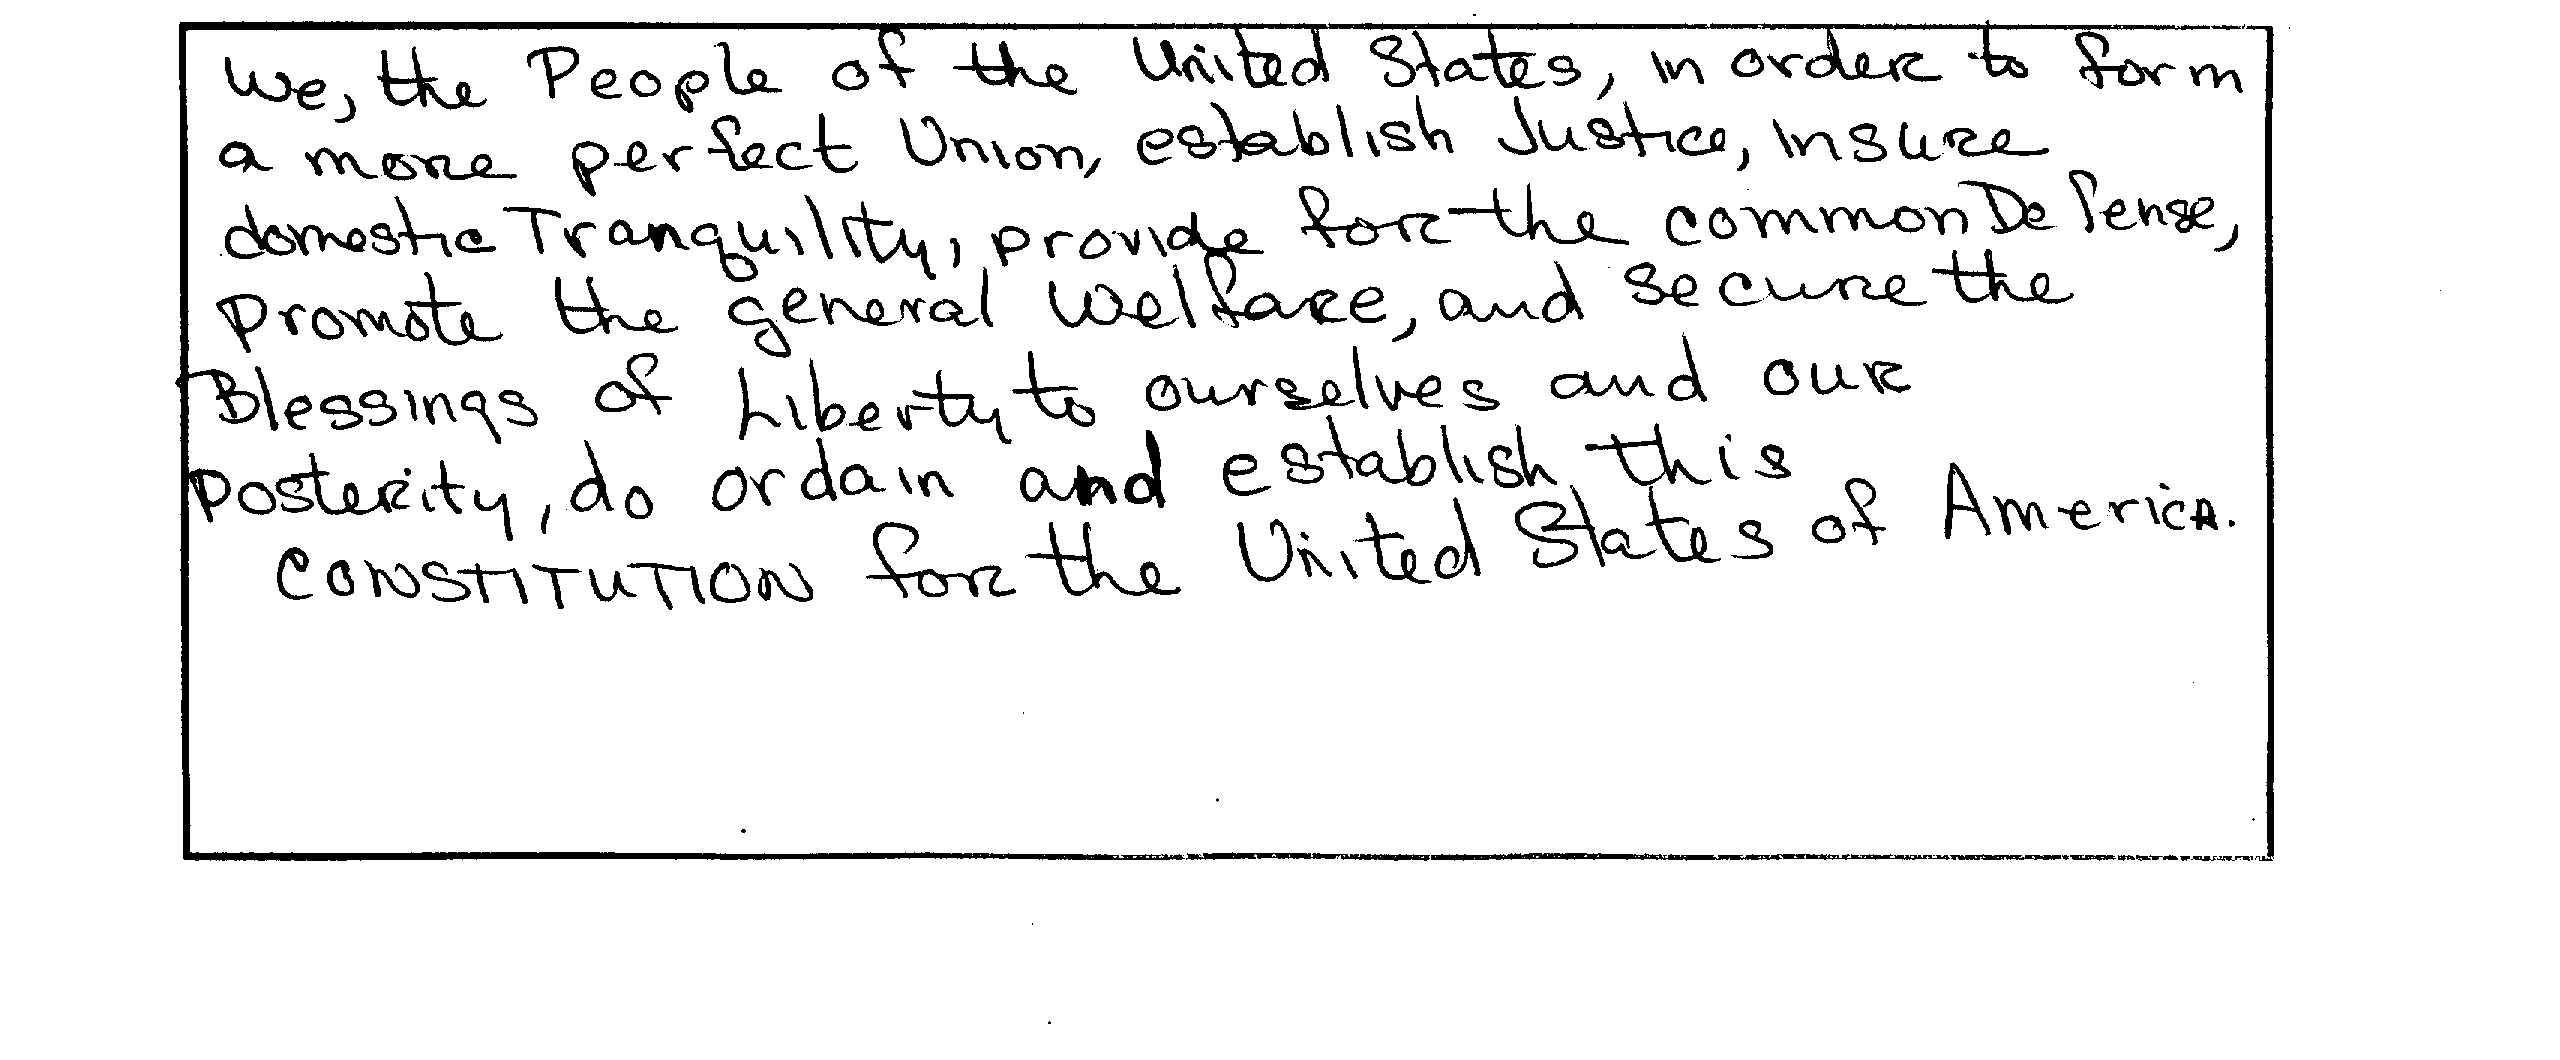 We, the People of the United States, in order to form
a more perfect Union, establish Justice, insure
domestic Tranquility, provide for the common Defense,
promote the general Welfare, and secure the
Blessings of Liberty to ourselves and our
Posterity, do ordain and establish this
CONSTITUTION for the United States of America.